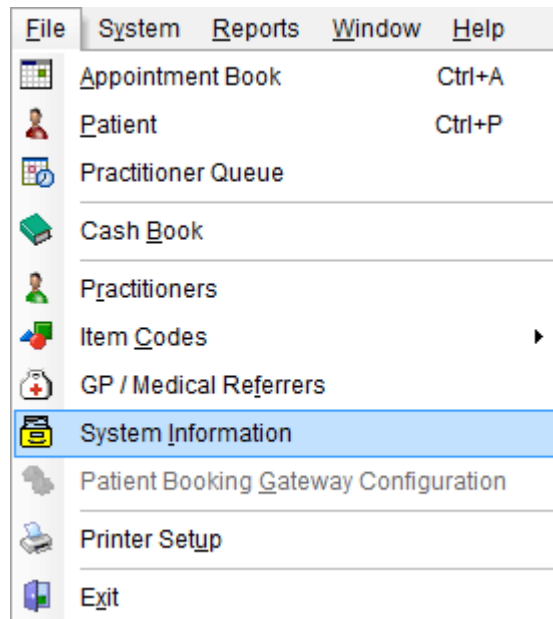 File System Reports Window Help
Appointment Book Ctrl+A
Patient Ctrl+P
Practitioner Queue
Cash Book
Practitioners
Item Codes
GP / Medical Referrers
System Information
Patient Booking Gateway Configuration
Printer Setup
Exit